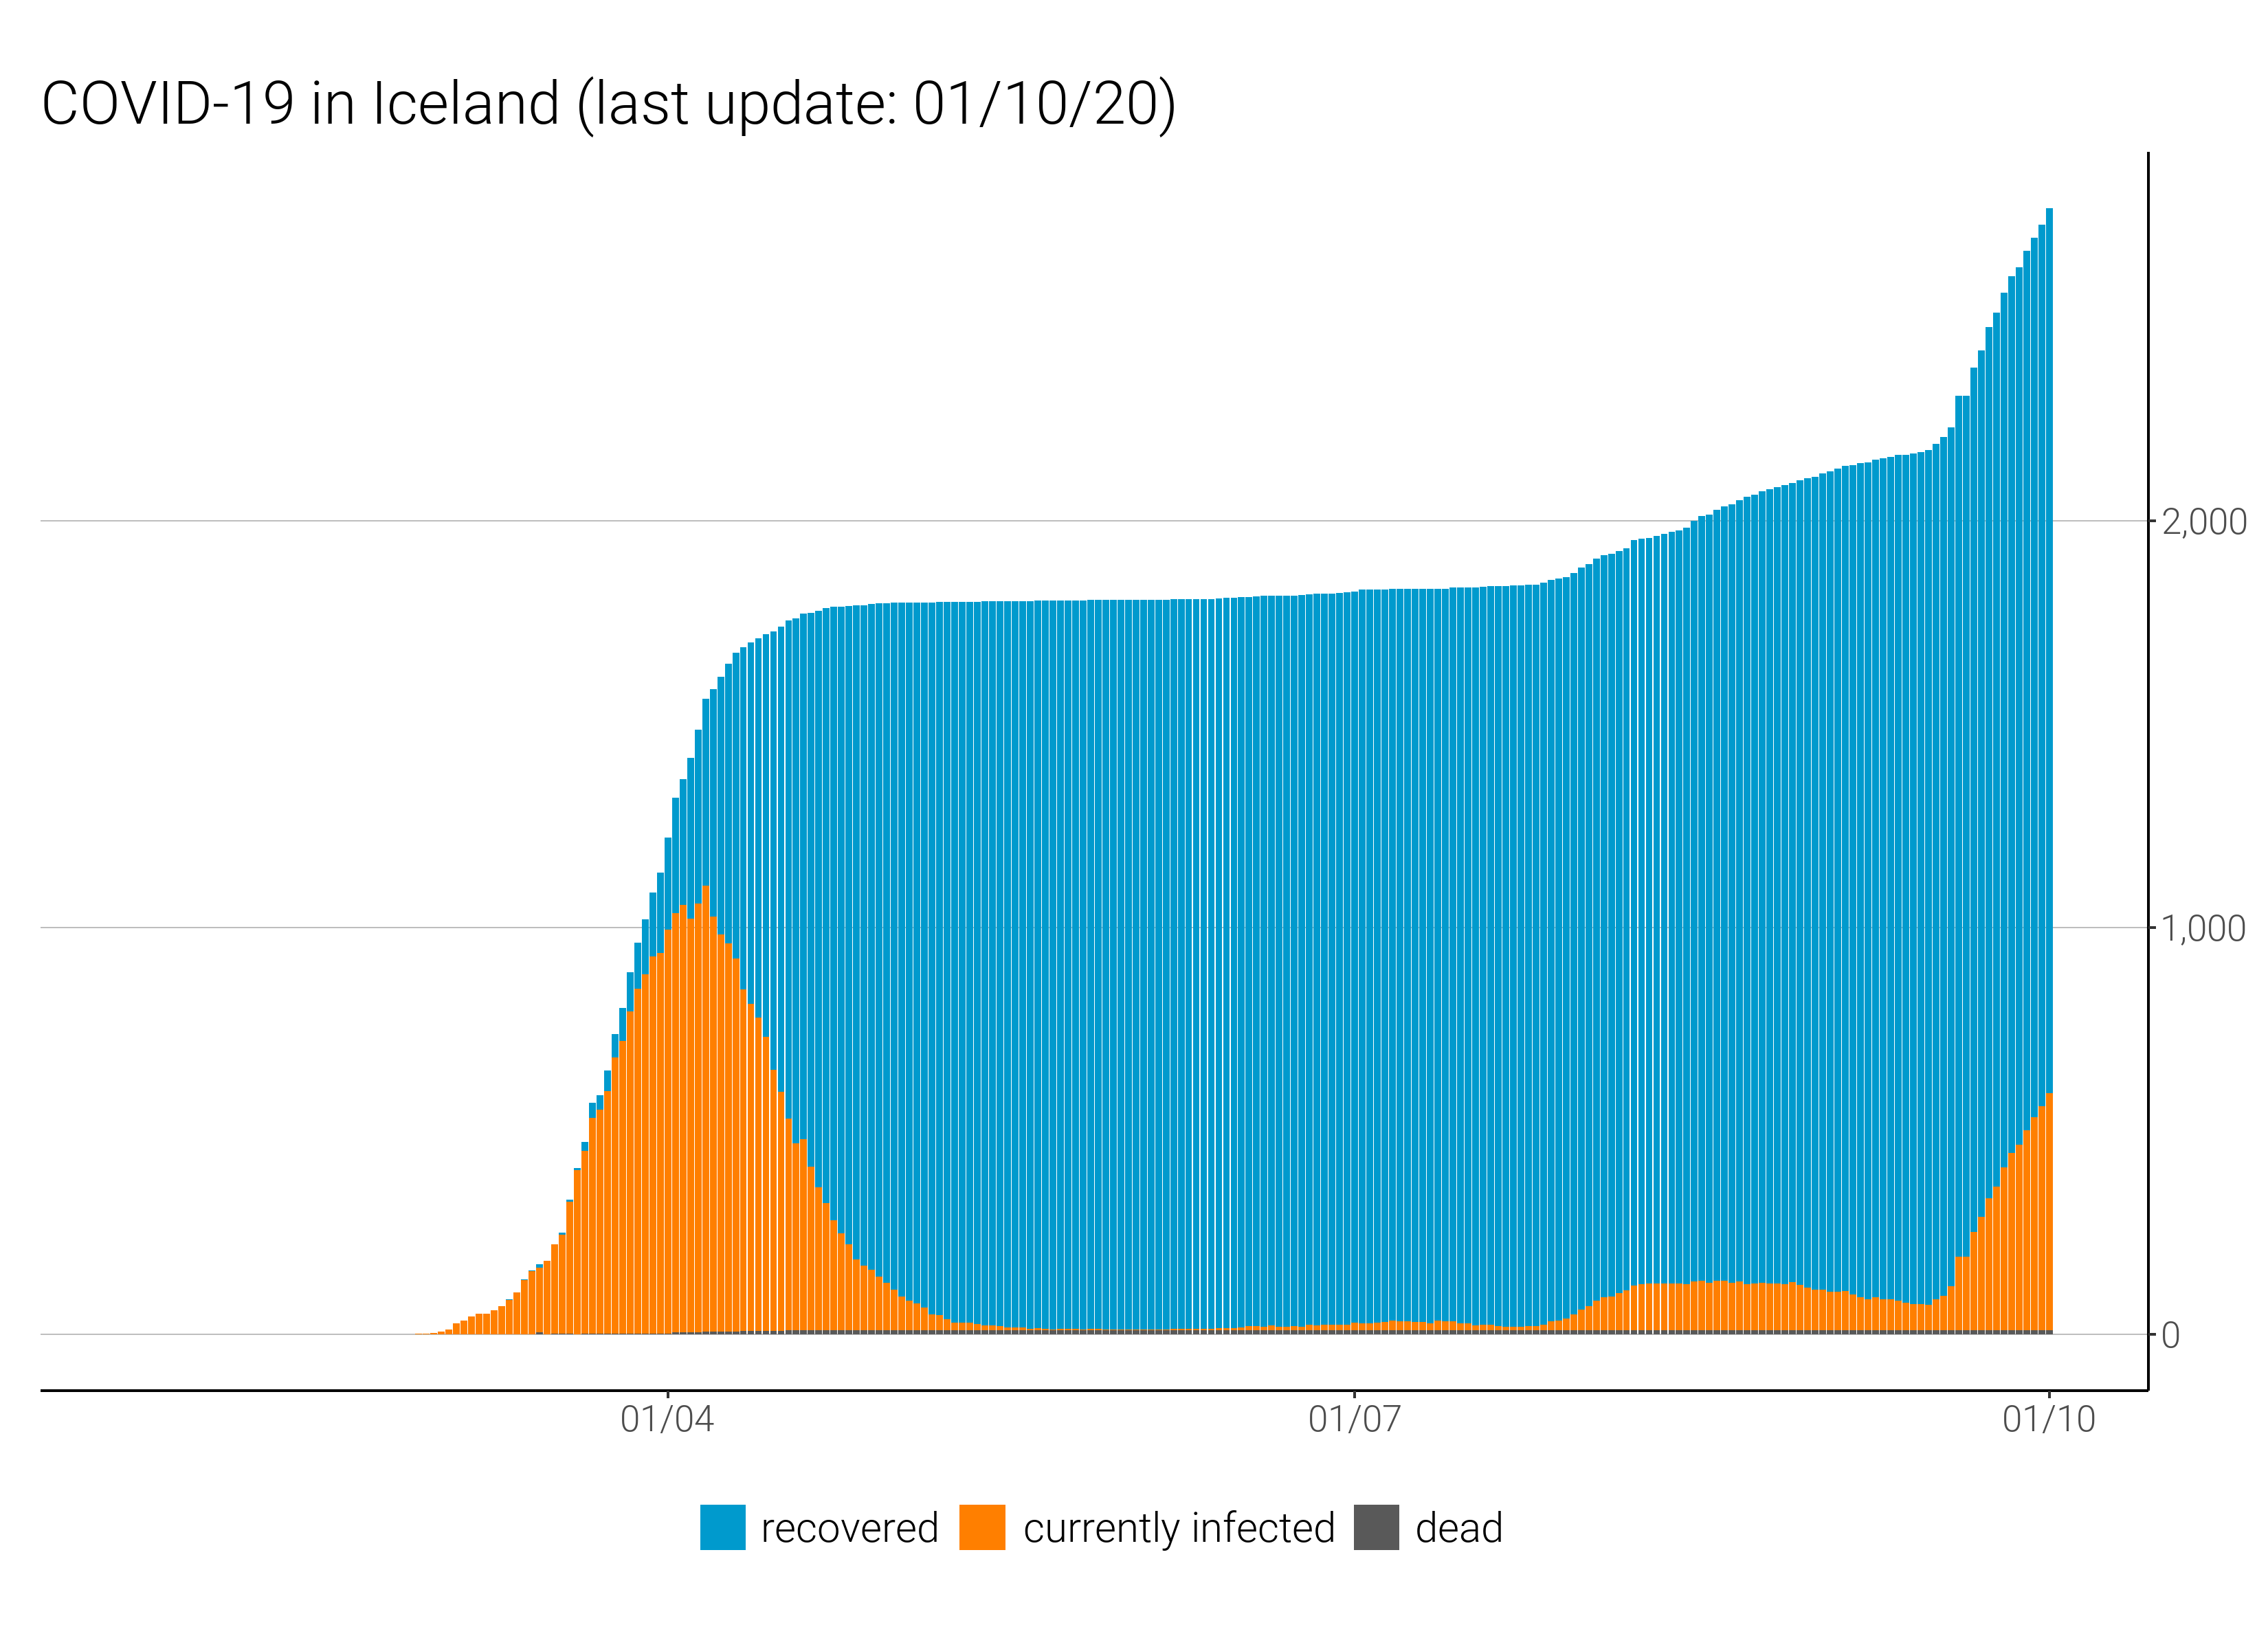 COVID-19 in Iceland (last update: 01/10/20)
2,000
1,000
0
01/04 01/07 01/10
recovered currently infected dead